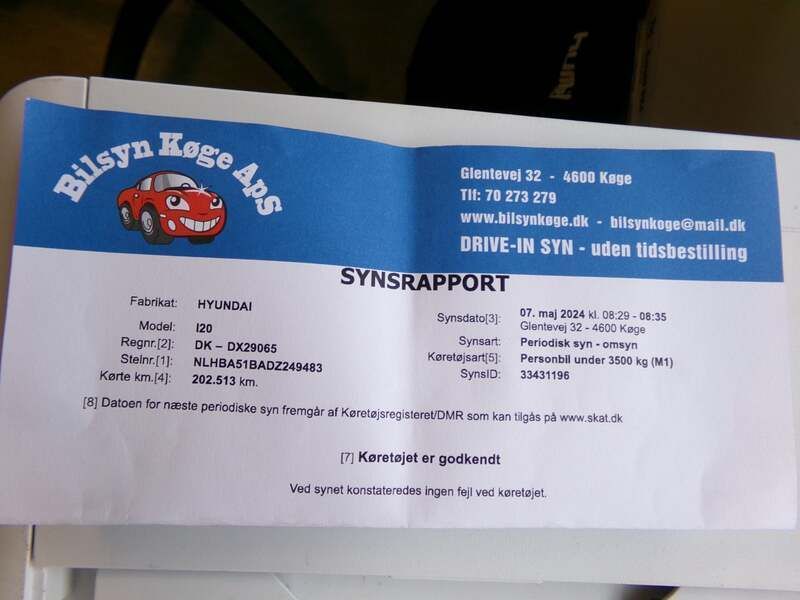 Bilsyn Køge ApS
Glentevej 32 - 4600 Køge
Tlf: 70 273 279
www.bilsynkøge.dk - bilsynkoge@mail.dk
DRIVE-IN SYN - uden tidsbestilling
SYNSRAPPORT
Fabrikat: HYUNDAI
Model: I20
Regnr.[2]: DK – DX29065
Stelnr.[1]: NLHBA51BADZ249483
Kørte km.[4]: 202.513 km.
Synsdato[3]: 07. maj 2024 kl. 08:29 - 08:35
Glentevej 32 - 4600 Køge
Synsart: Periodisk syn - omsyn
Køretøjsart[5]: Personbil under 3500 kg (M1)
SynsID: 33431196
[8] Datoen for næste periodiske syn fremgår af Køretøjsregisteret/DMR som kan tilgås på www.skat.dk
[7] Køretøjet er godkendt
Ved synet konstateredes ingen fejl ved køretøjet.